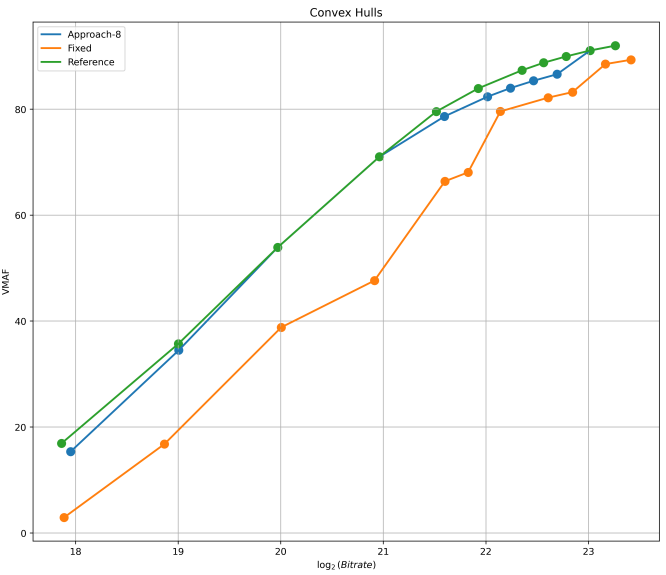 Convex Hulls
Approach-8
Fixed
Reference
VMAF
80
60
40
20
0
18 19 20 21 22 23
log₂(Bitrate)